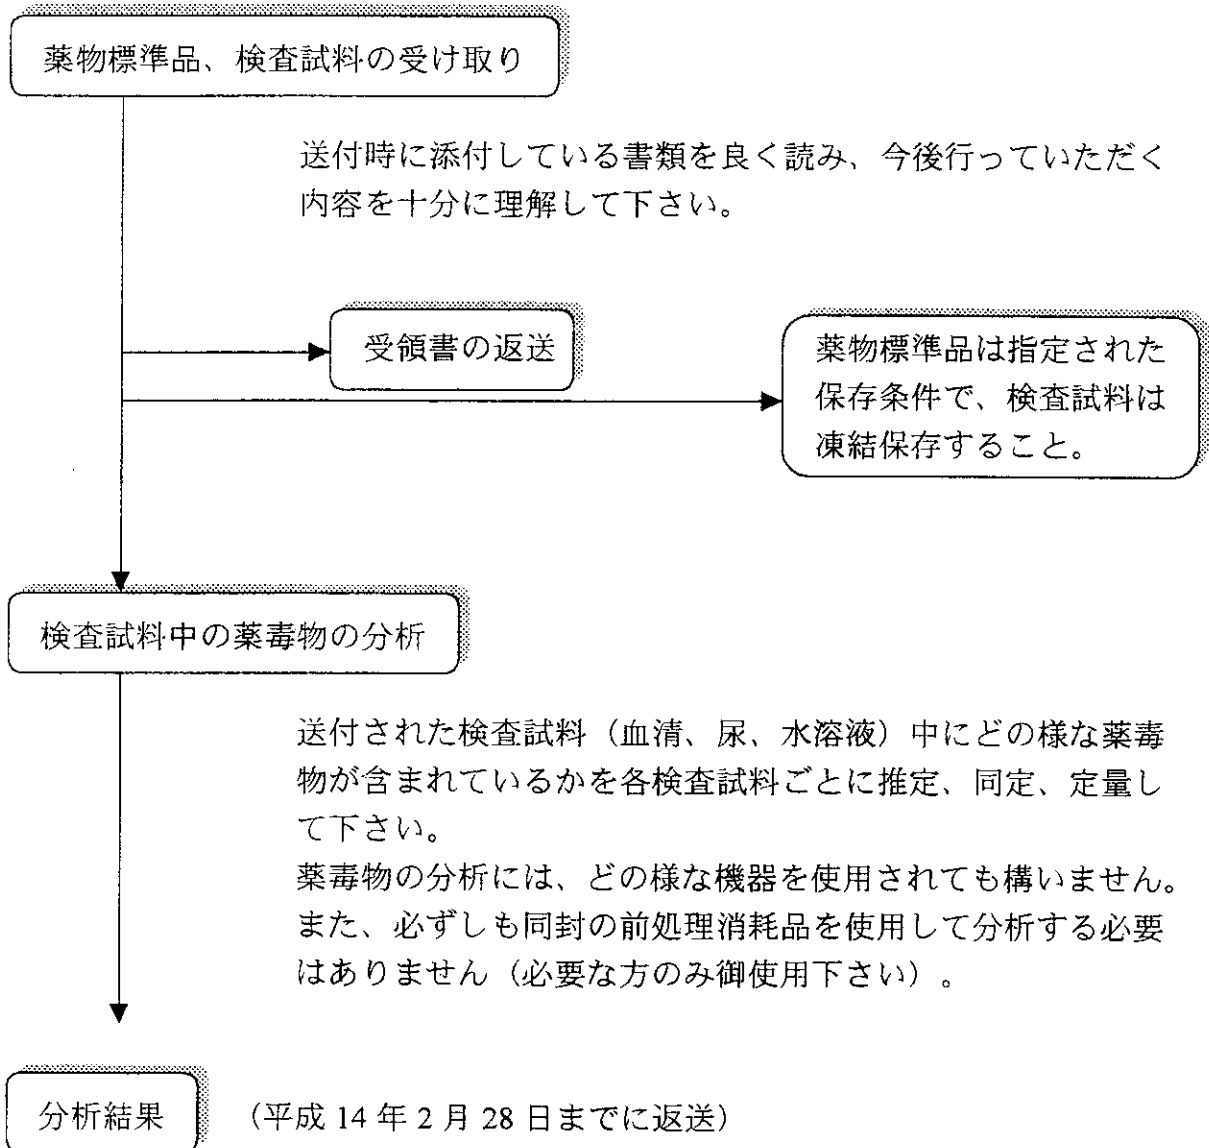 薬物標準品、検査試料の受け取り
送付時に添付している書類を良く読み、今後行っていただく
内容を十分に理解して下さい。
受領書の返送
薬物標準品は指定された
保存条件で、検査試料は
凍結保存すること。
検査試料中の薬毒物の分析
送付された検査試料（血清、尿、水溶液）中にどの様な薬毒
物が含まれているかを各検査試料ごとに推定、同定、定量し
て下さい。
薬毒物の分析には、どの様な機器を使用されても構いません。
また、必ずしも同封の前処理消耗品を使用して分析する必要
はありません（必要な方のみ御使用下さい）。
分析結果　（平成 14 年 2 月 28 日までに返送）